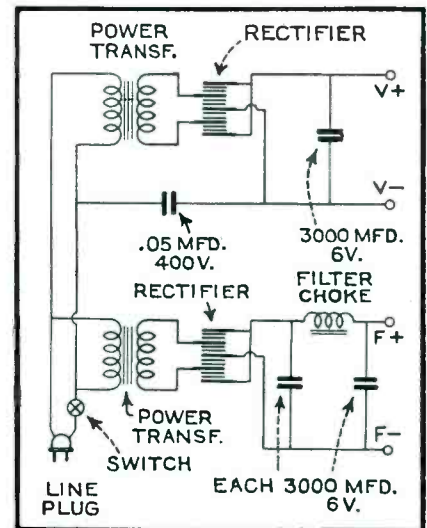 POWER
TRANSF.
RECTIFIER
V+
V-
.05 MFD.
400V.
3000 MFD.
6V.
RECTIFIER
FILTER
CHOKE
F+
POWER
TRANSF.
SWITCH
F-
LINE
PLUG
EACH 3000 MFD.
6V.